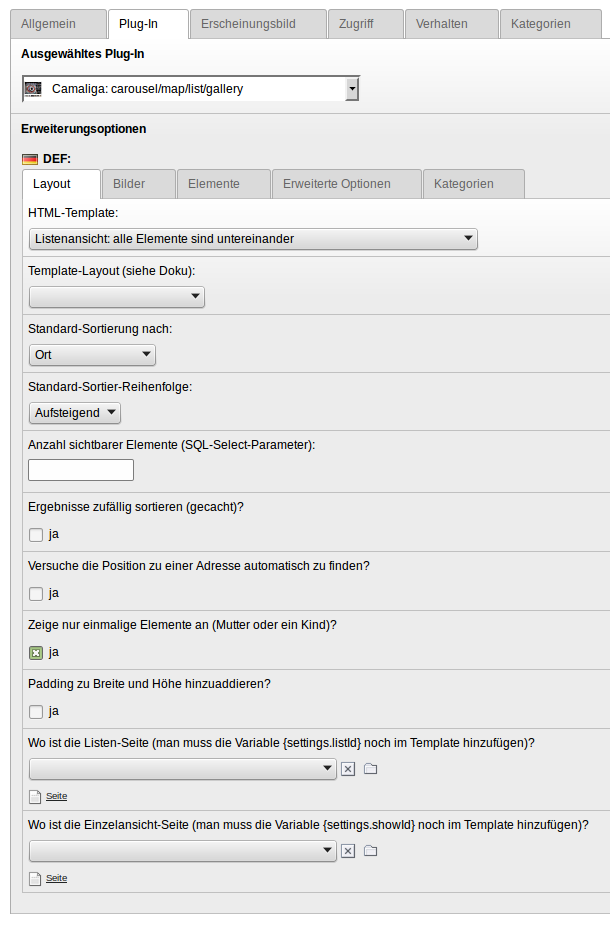 Allgemein Plug-In Erscheinungsbild Zugriff Verhalten Kategorien
Ausgewähltes Plug-In
Camaliga: carousel/map/list/gallery
Erweiterungsoptionen
DEF:
Layout Bilder Elemente Erweiterte Optionen Kategorien
HTML-Template:
Listenansicht: alle Elemente sind untereinander
Template-Layout (siehe Doku):
Standard-Sortierung nach:
Ort
Standard-Sortier-Reihenfolge:
Aufsteigend
Anzahl sichtbarer Elemente (SQL-Select-Parameter):
Ergebnisse zufällig sortieren (gecacht)?
ja
Versuche die Position zu einer Adresse automatisch zu finden?
ja
Zeige nur einmalige Elemente an (Mutter oder ein Kind)?
ja
Padding zu Breite und Höhe hinzuaddieren?
ja
Wo ist die Listen-Seite (man muss die Variable {settings.listId} noch im Template hinzufügen)?
Seite
Wo ist die Einzelansicht-Seite (man muss die Variable {settings.showId} noch im Template hinzufügen)?
Seite